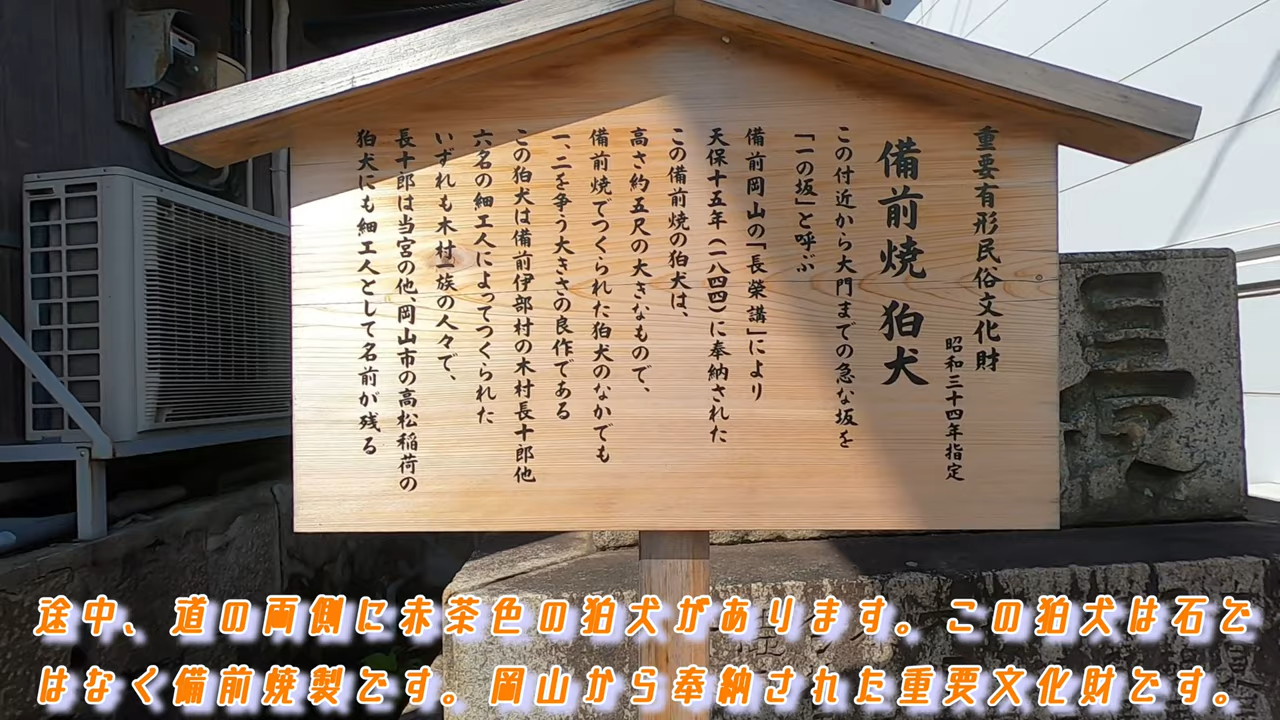 重要有形民俗文化財
昭和三十四年指定
備前焼 狛犬
この付近から大門までの急な坂を
「一の坂」と呼ぶ
備前岡山の「長榮講」により
天保十五年(一八四四)に奉納された
この備前焼の狛犬は、
高さ約五尺の大きなもので、
備前焼でつくられた狛犬のなかでも
一、二を争う大きさの良作である
この狛犬は備前伊部村の木村長十郎他
六名の細工人によってつくられた
いずれも木村一族の人々で、
長十郎は当宮の他、岡山市の高松稲荷の
狛犬にも細工人として名前が残る
途中、道の両側に赤茶色の狛犬があります。この狛犬は石で
はなく備前焼製です。岡山から奉納された重要文化財です。